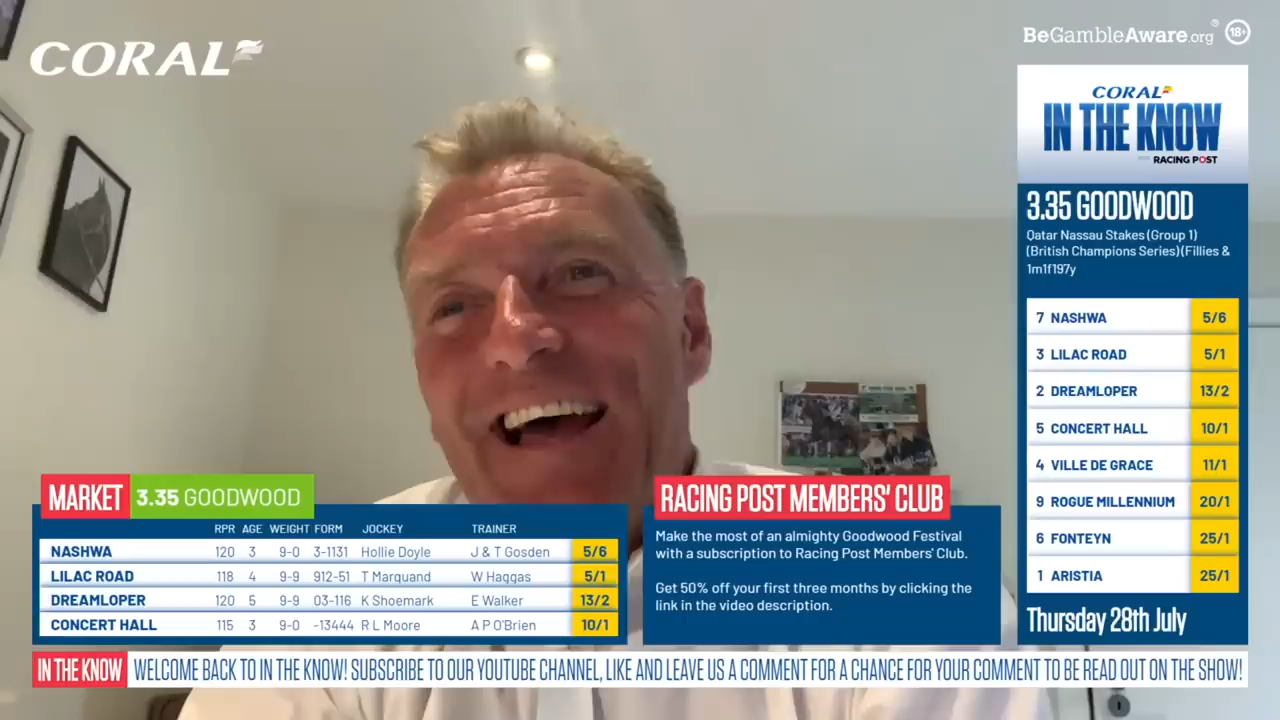 CORAL
BeGambleAware.org® 18+
CORAL
IN THE KNOW
RACING POST
3.35 GOODWOOD
Qatar Nassau Stakes (Group 1)
(British Champions Series) (Fillies &
1m1f197y
7 NASHWA 5/6
3 LILAC ROAD 5/1
2 DREAMLOPER 13/2
5 CONCERT HALL 10/1
4 VILLE DE GRACE 11/1
9 ROGUE MILLENNIUM 20/1
6 FONTEYN 25/1
1 ARISTIA 25/1
Thursday 28th July
MARKET 3.35 GOODWOOD
RPR AGE WEIGHT FORM JOCKEY TRAINER
NASHWA 120 3 9-0 3-1131 Hollie Doyle J & T Gosden 5/6
LILAC ROAD 118 4 9-9 912-51 T Marquand W Haggas 5/1
DREAMLOPER 120 5 9-9 03-116 K Shoemark E Walker 13/2
CONCERT HALL 115 3 9-0 -13444 R L Moore A P O'Brien 10/1
RACING POST MEMBERS' CLUB
Make the most of an almighty Goodwood Festival
with a subscription to Racing Post Members' Club.
Get 50% off your first three months by clicking the
link in the video description.
IN THE KNOW WELCOME BACK TO IN THE KNOW! SUBSCRIBE TO OUR YOUTUBE CHANNEL, LIKE AND LEAVE US A COMMENT FOR A CHANCE FOR YOUR COMMENT TO BE READ OUT ON THE SHOW!